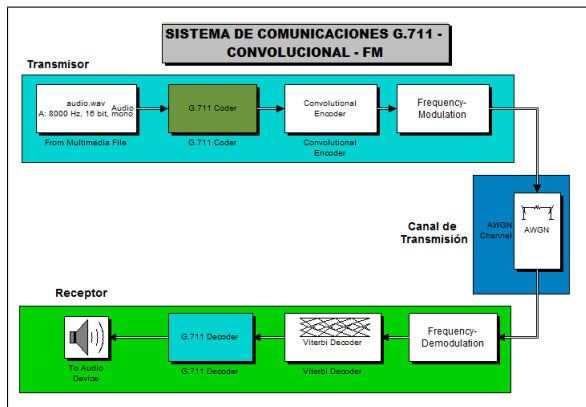 SISTEMA DE COMUNICACIONES G.711 -
CONVOLUCIONAL - FM
Transmisor
audio.wav
A: 8000 Hz, 16 bit, mono
Audio
From Multimedia File
G.711 Coder
G.711 Coder
Convolutional
Encoder
Convolutional
Encoder
Frequency-
Modulation
Canal de
Transmisión
AWGN
Channel
AWGN
Receptor
To Audio
Device
G.711 Decoder
G.711 Decoder
Viterbi Decoder
Viterbi Decoder
Frequency-
Demodulation